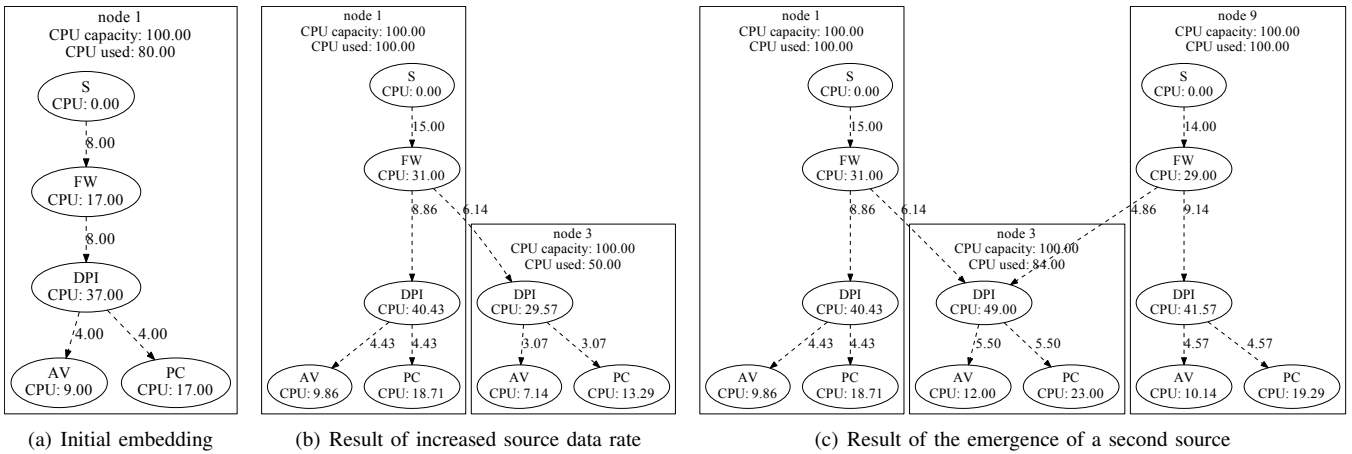 node 1
CPU capacity: 100.00
CPU used: 80.00
S
CPU: 0.00
8.00
FW
CPU: 17.00
8.00
DPI
CPU: 37.00
4.00
4.00
AV
CPU: 9.00
PC
CPU: 17.00
(a) Initial embedding
node 1
CPU capacity: 100.00
CPU used: 100.00
S
CPU: 0.00
15.00
FW
CPU: 31.00
8.86
6.14
node 3
CPU capacity: 100.00
CPU used: 50.00
DPI
CPU: 40.43
DPI
CPU: 29.57
4.43
4.43
3.07
3.07
AV
CPU: 9.86
PC
CPU: 18.71
AV
CPU: 7.14
PC
CPU: 13.29
(b) Result of increased source data rate
node 1
CPU capacity: 100.00
CPU used: 100.00
node 9
CPU capacity: 100.00
CPU used: 100.00
S
CPU: 0.00
S
CPU: 0.00
15.00
14.00
FW
CPU: 31.00
FW
CPU: 29.00
8.86
6.14
4.86
9.14
node 3
CPU capacity: 100.00
CPU used: 84.00
DPI
CPU: 40.43
DPI
CPU: 49.00
DPI
CPU: 41.57
4.43
4.43
5.50
5.50
4.57
4.57
AV
CPU: 9.86
PC
CPU: 18.71
AV
CPU: 12.00
PC
CPU: 23.00
AV
CPU: 10.14
PC
CPU: 19.29
(c) Result of the emergence of a second source